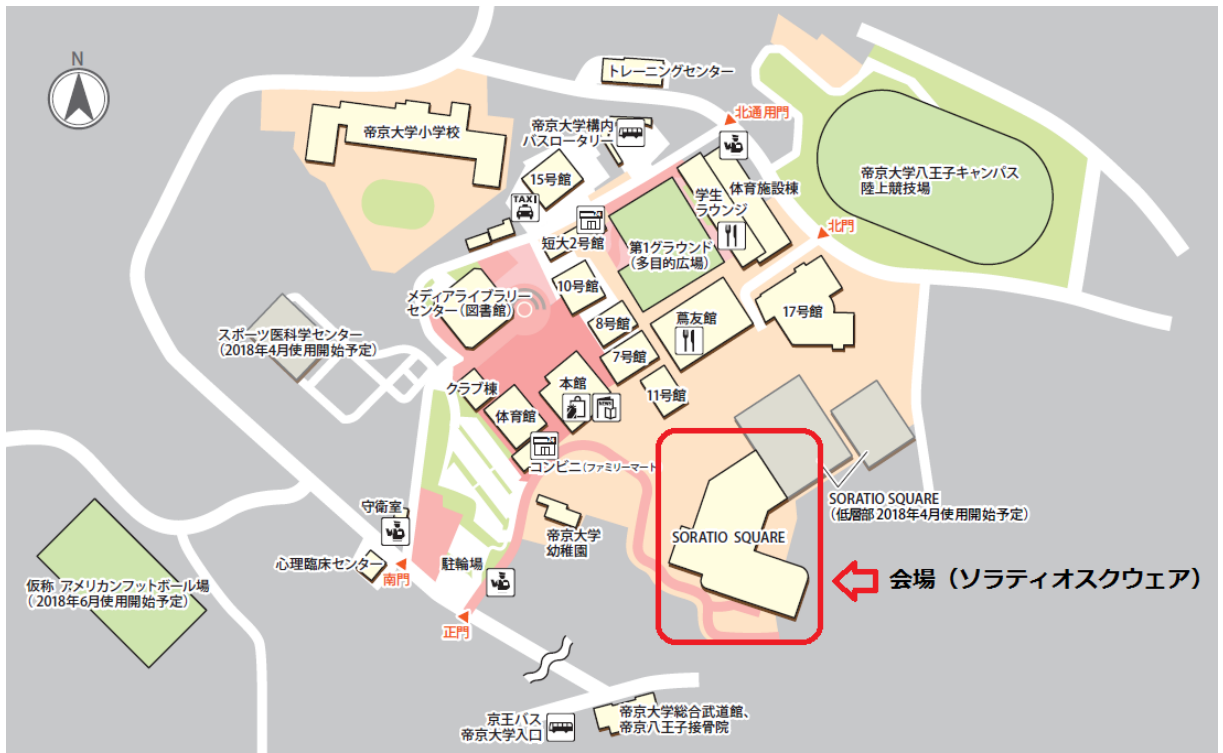 N
トレーニングセンター
北通用門
帝京大学構内
バスロータリー
帝京大学小学校
15号館
TAXI
学生
ラウンジ
体育施設棟
帝京大学八王子キャンパス
陸上競技場
北門
短大2号館
第1グラウンド
(多目的広場)
10号館
メディアライブラリー
センター(図書館)
8号館
蔦友館
17号館
スポーツ医科学センター
(2018年4月使用開始予定)
7号館
クラブ棟
本館
11号館
NEWS
体育館
コンビニ(ファミリーマート)
SORATIO SQUARE
(低層部2018年4月使用開始予定)
守衛室
帝京大学
幼稚園
SORATIO SQUARE
心理臨床センター
南門
駐輪場
仮称 アメリカンフットボール場
(2018年6月使用開始予定)
会場(ソラティオスクウェア)
正門
京王バス
帝京大学入口
帝京大学総合武道館、
帝京八王子接骨院